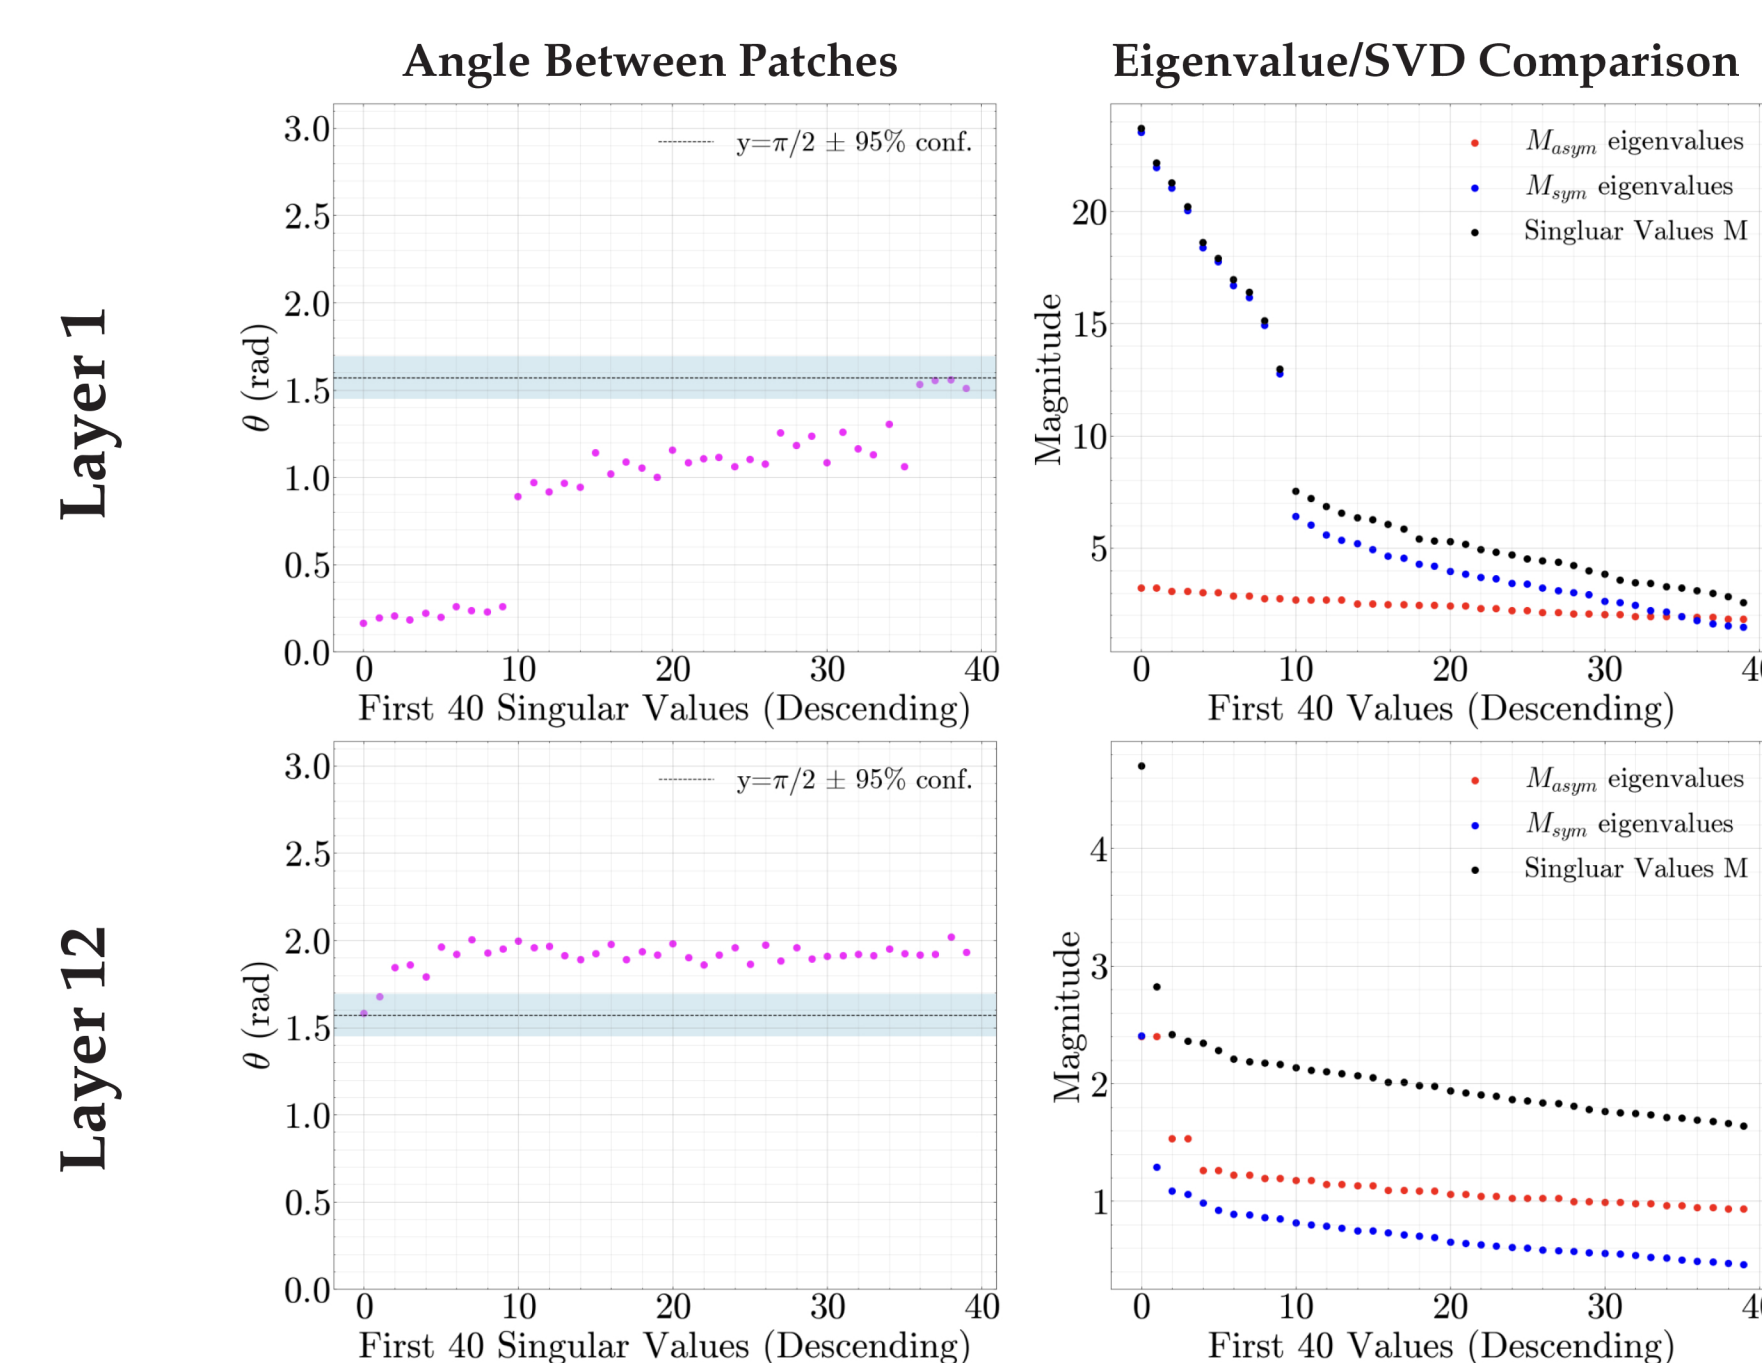 Angle Between Patches
Eigenvalue/SVD Comparison
Layer 1
θ (rad)
3.0
2.5
2.0
1.5
1.0
0.5
0.0
y=π/2 ± 95% conf.
0 10 20 30 40
First 40 Singular Values (Descending)
Magnitude
20
15
10
5
M_asym eigenvalues
M_sym eigenvalues
Singluar Values M
0 10 20 30 4
First 40 Values (Descending)
Layer 12
θ (rad)
3.0
2.5
2.0
1.5
1.0
0.5
0.0
y=π/2 ± 95% conf.
0 10 20 30 40
First 40 Singular Values (Descending)
Magnitude
4
3
2
1
M_asym eigenvalues
M_sym eigenvalues
Singluar Values M
0 10 20 30 4
First 40 Values (Descending)